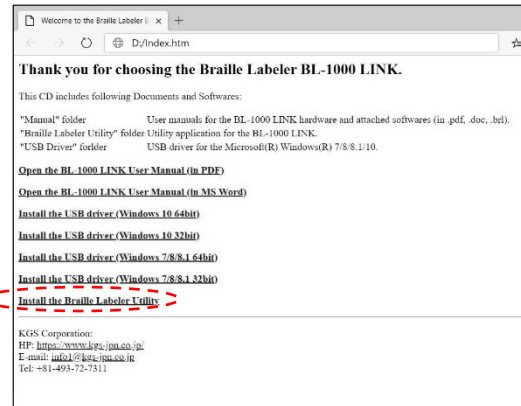 Welcome to the Braille Labeler B
D:/Index.htm
Thank you for choosing the Braille Labeler BL-1000 LINK.
This CD includes following Documents and Softwares:
"Manual" folder User manuals for the BL-1000 LINK hardware and attached softwares (in .pdf, .doc, .brl).
"Braille Labeler Utility" folder Utility application for the BL-1000 LINK.
"USB Driver" forlder USB driver for the Microsoft(R) Windows(R) 7/8/8.1/10.
Open the BL-1000 LINK User Manual (in PDF)
Open the BL-1000 LINK User Manual (in MS Word)
Install the USB driver (Windows 10 64bit)
Install the USB driver (Windows 10 32bit)
Install the USB driver (Windows 7/8/8.1 64bit)
Install the USB driver (Windows 7/8/8.1 32bit)
Install the Braille Labeler Utility
KGS Corporation:
HP: https://www.kgs-jpn.co.jp/
E-mail: info1@kgs-jpn.co.jp
Tel: +81-493-72-7311